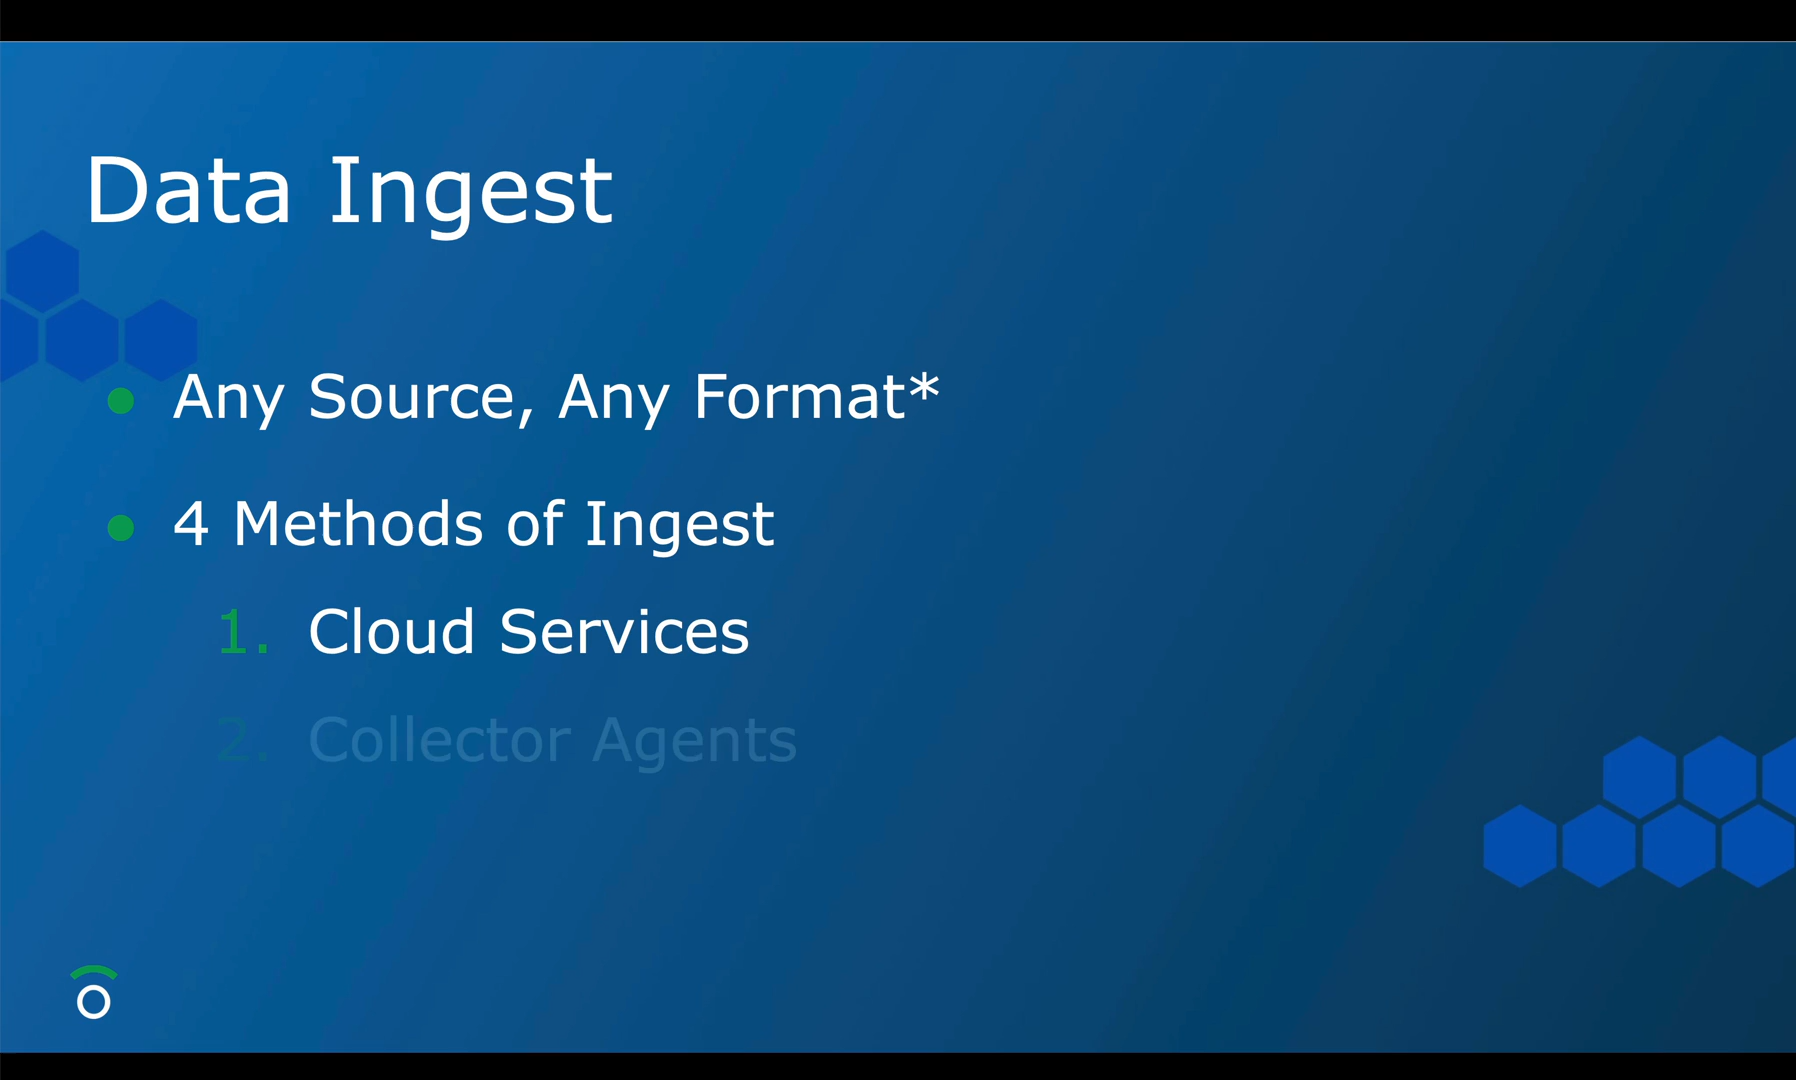 Data Ingest
Any Source, Any Format*
4 Methods of Ingest
1. Cloud Services
2. Collector Agents